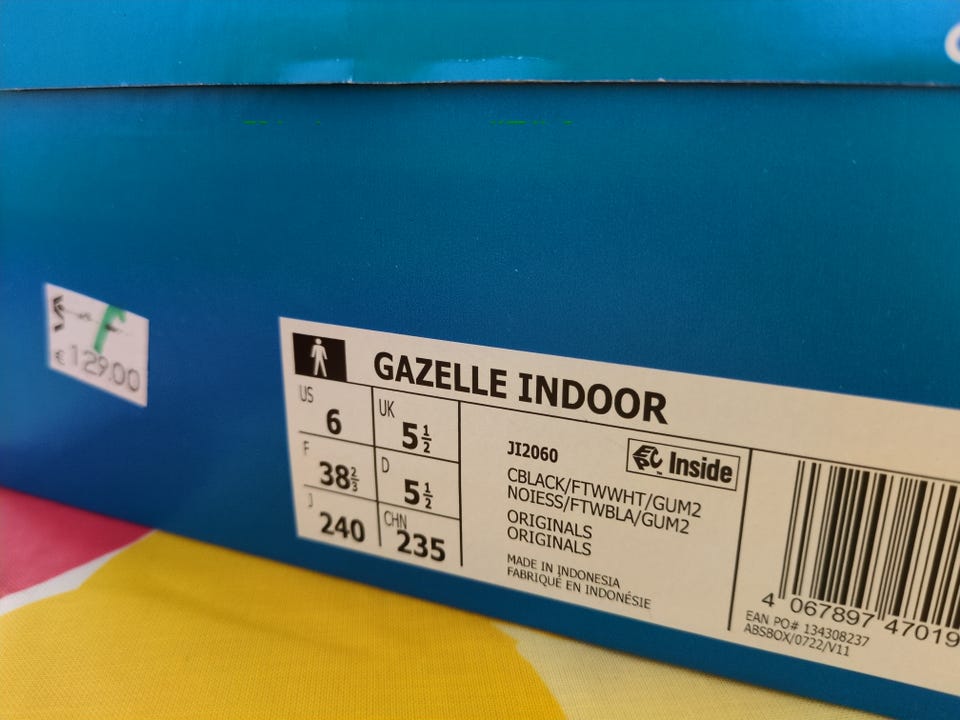 €129.00
GAZELLE INDOOR
US
6
UK
5½
F
38⅔
D
5½
J
240
CHN
235
JI2060
EPC Inside
CBLACK/FTWWHT/GUM2
NOIESS/FTWBLA/GUM2
ORIGINALS
ORIGINALS
MADE IN INDONESIA
FABRIQUÉ EN INDONÉSIE
4 067897 47019
EAN PO# 134308237
ABSBOX/0722/V11